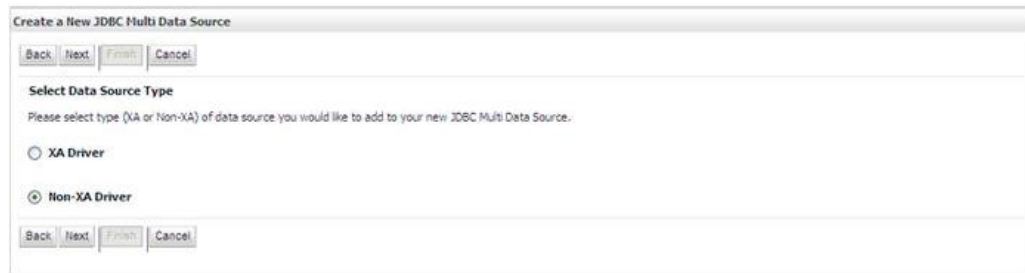 Create a New JDBC Multi Data Source
Back Next Finish Cancel
Select Data Source Type
Please select type (XA or Non-XA) of data source you would like to add to your new JDBC Multi Data Source.
XA Driver
Non-XA Driver
Back Next Finish Cancel